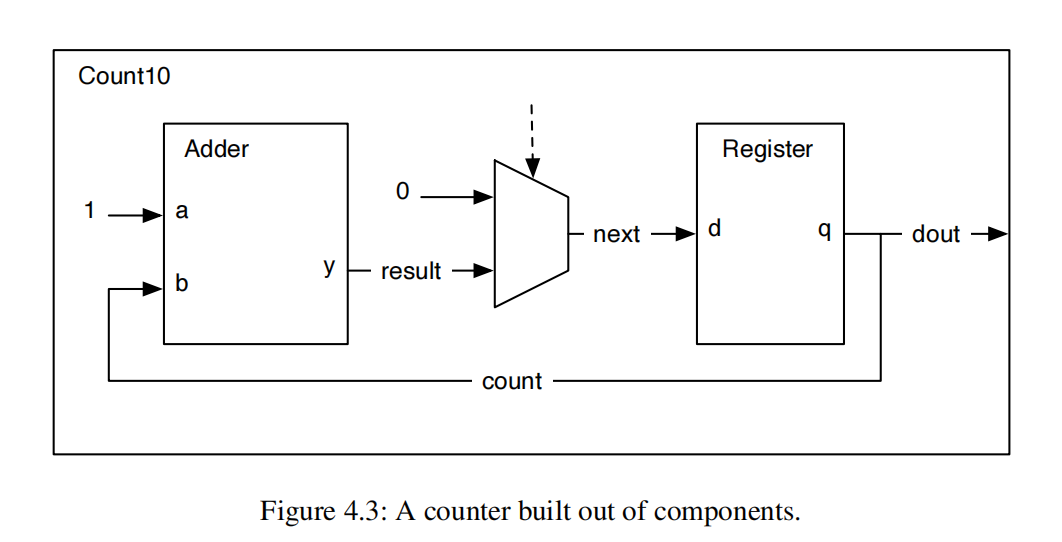 Count10
Adder
Register
0
1
a
next
d
q
dout
y
result
b
count
Figure 4.3: A counter built out of components.